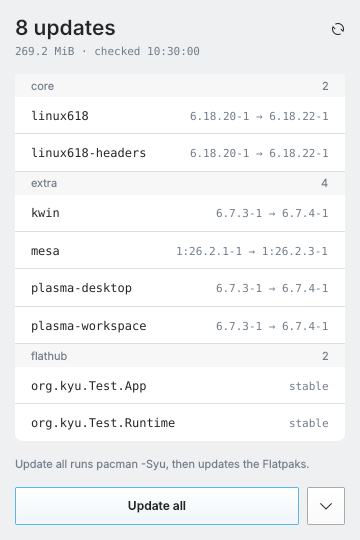 8 updates
269.2 MiB · checked 10:30:00
core 2
linux618 6.18.20-1 → 6.18.22-1
linux618-headers 6.18.20-1 → 6.18.22-1
extra 4
kwin 6.7.3-1 → 6.7.4-1
mesa 1:26.2.1-1 → 1:26.2.3-1
plasma-desktop 6.7.3-1 → 6.7.4-1
plasma-workspace 6.7.3-1 → 6.7.4-1
flathub 2
org.kyu.Test.App stable
org.kyu.Test.Runtime stable
Update all runs pacman -Syu, then updates the Flatpaks.
Update all